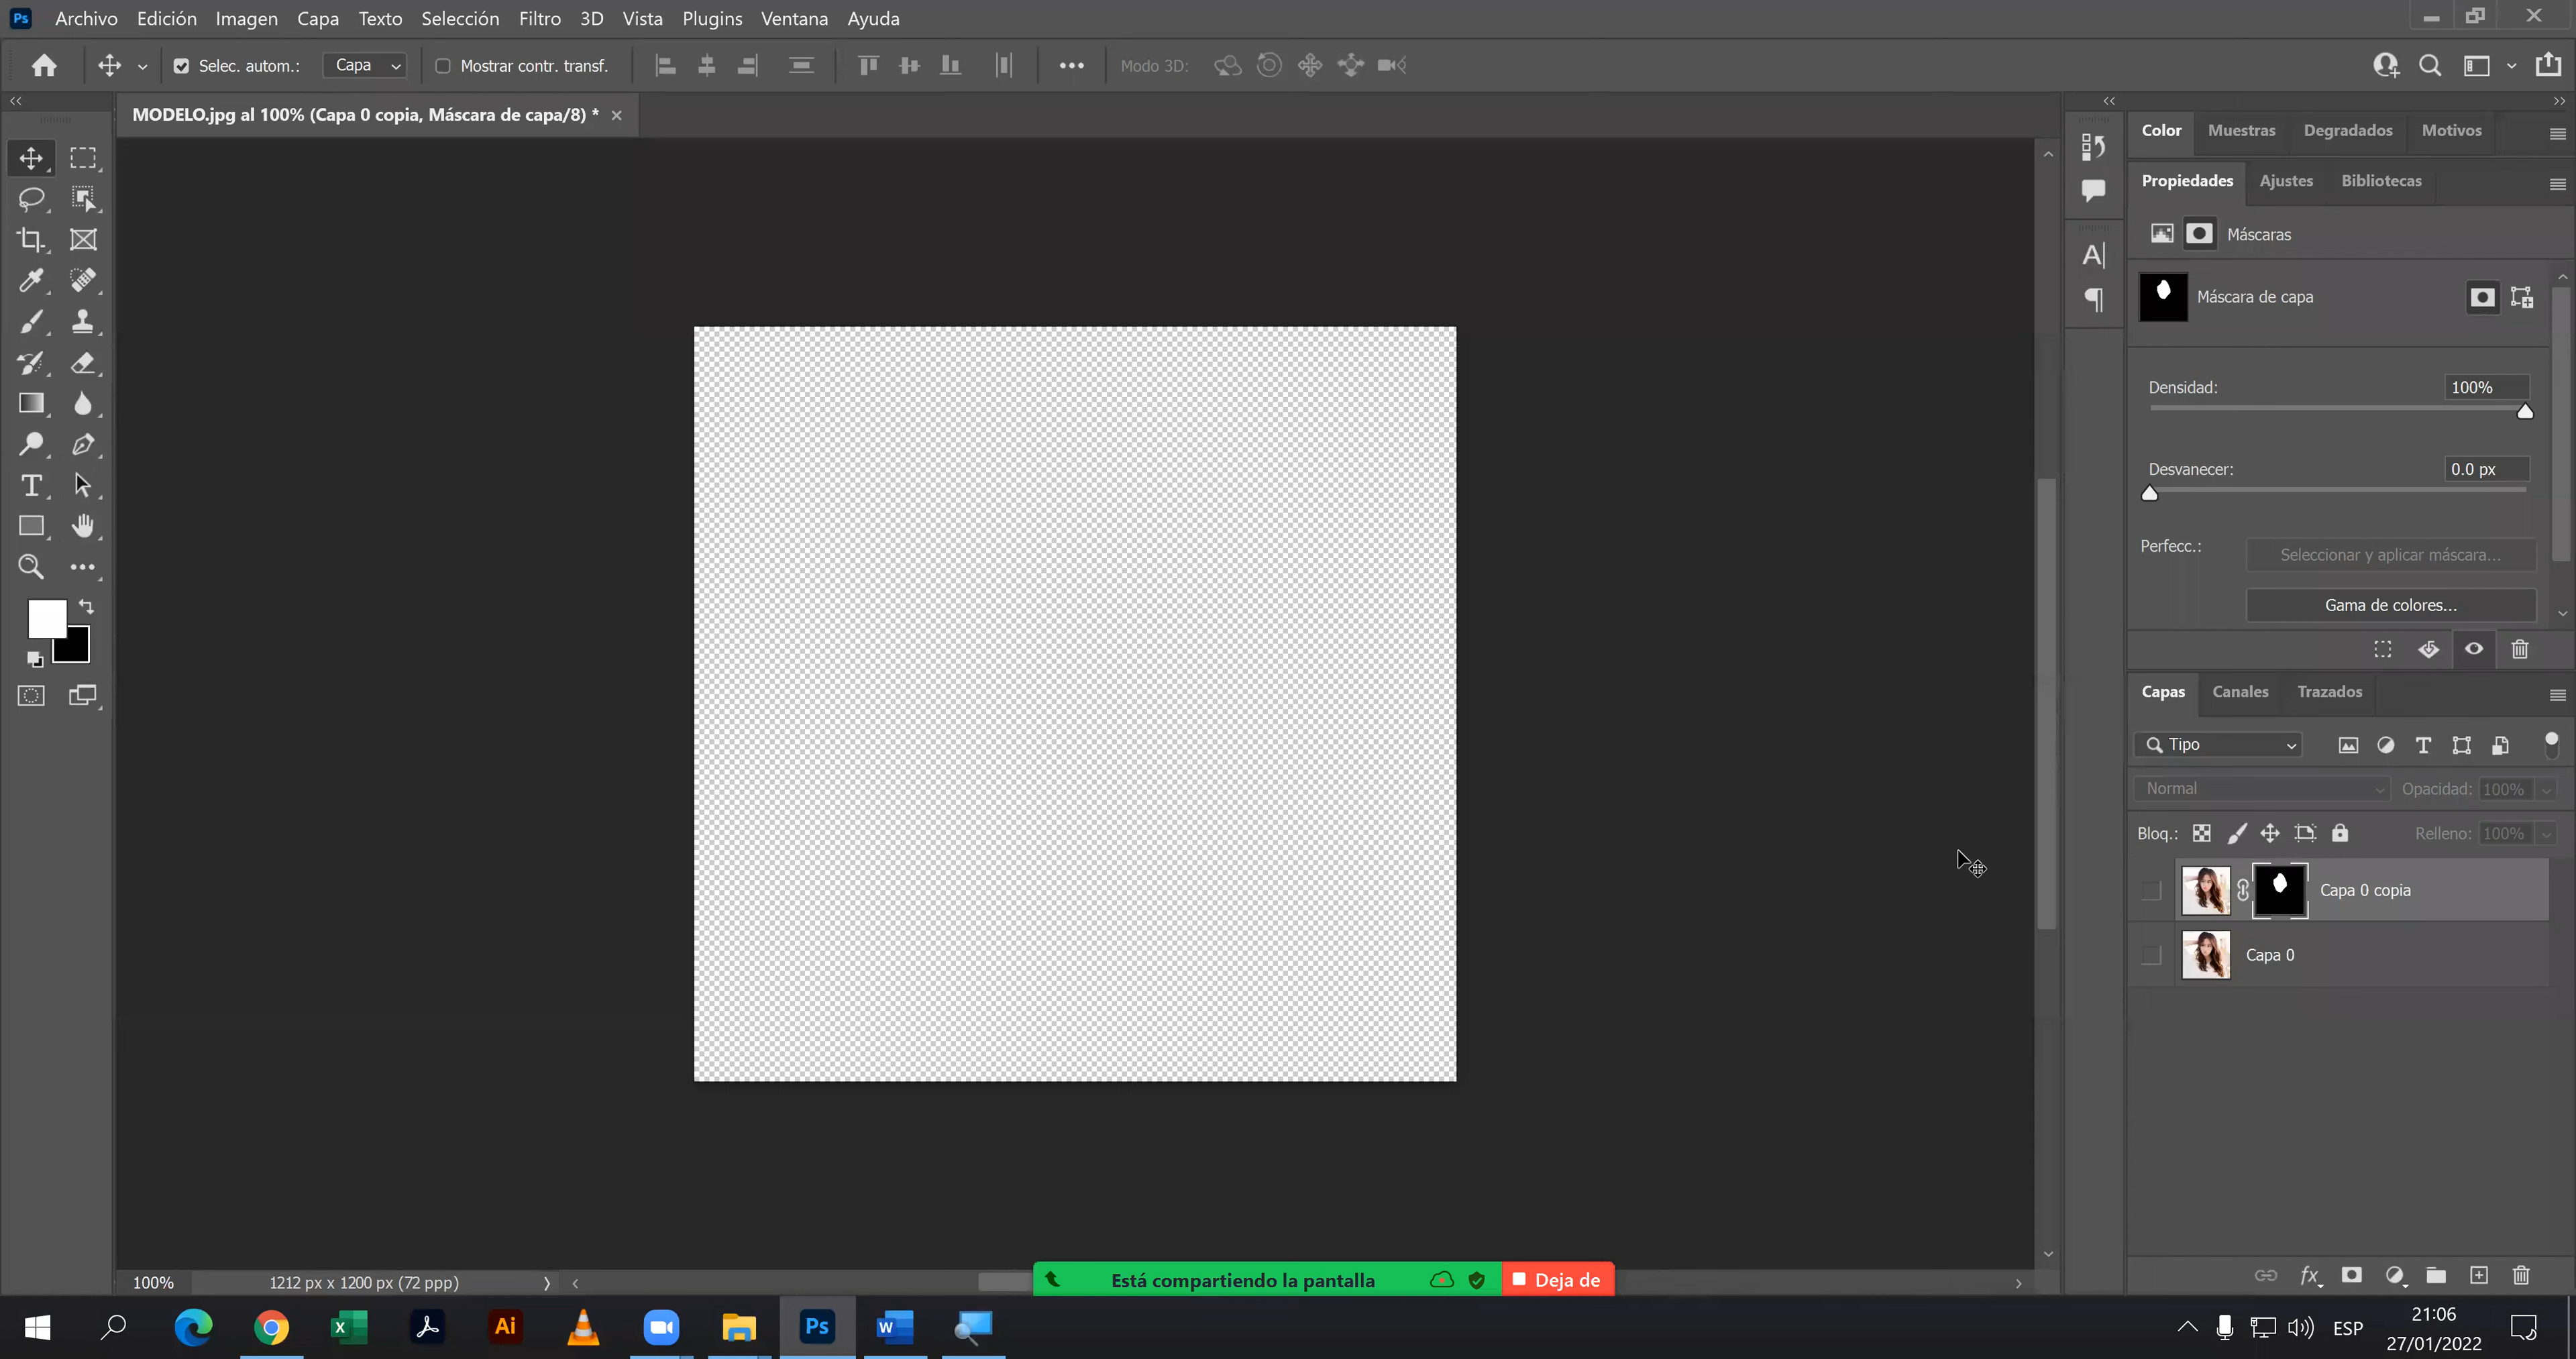 Ps Archivo Edición Imagen Capa Texto Selección Filtro 3D Vista Plugins Ventana Ayuda
Selec. autom.: Capa Mostrar contr. transf. Modo 3D:
MODELO.jpg al 100% (Capa 0 copia, Máscara de capa/8) *
Color Muestras Degradados Motivos
Propiedades Ajustes Bibliotecas
Máscaras
Máscara de capa
Densidad: 100%
Desvanecer: 0.0 px
Perfecc.: Seleccionar y aplicar máscara...
Gama de colores...
Capas Canales Trazados
Tipo
Normal Opacidad: 100%
Bloq.: Relleno: 100%
Capa 0 copia
Capa 0
100% 1212 px x 1200 px (72 ppp)
Está compartiendo la pantalla Deja de
Ai Ps W ESP
21:06
27/01/2022